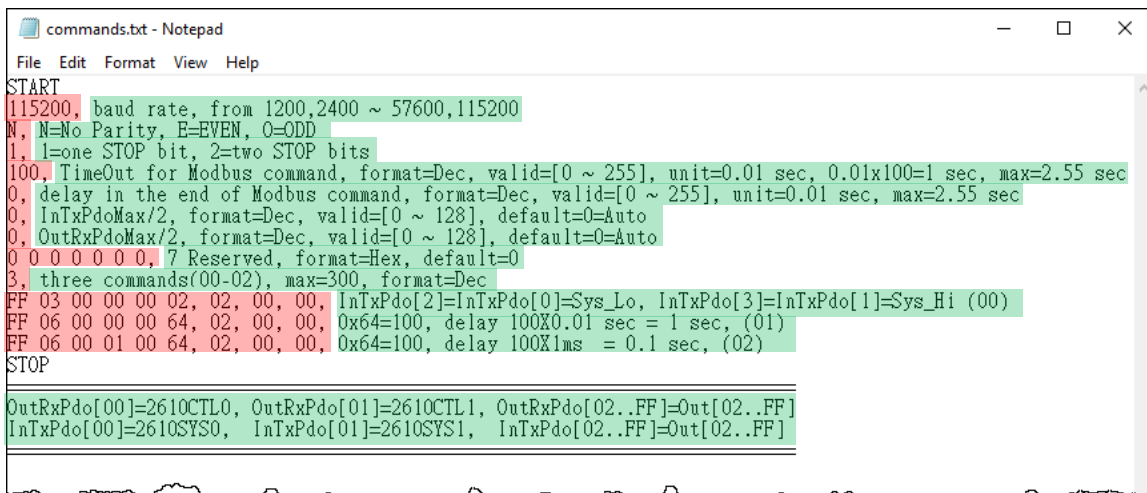 commands.txt - Notepad
File Edit Format View Help
START
115200, baud rate, from 1200,2400 ~ 57600,115200
N, N=No Parity, E=EVEN, O=ODD
1, 1=one STOP bit, 2=two STOP bits
100, TimeOut for Modbus command, format=Dec, valid=[0 ~ 255], unit=0.01 sec, 0.01x100=1 sec, max=2.55 sec
0, delay in the end of Modbus command, format=Dec, valid=[0 ~ 255], unit=0.01 sec, max=2.55 sec
0, InTxPdoMax/2, format=Dec, valid=[0 ~ 128], default=0=Auto
0, OutRxPdoMax/2, format=Dec, valid=[0 ~ 128], default=0=Auto
0 0 0 0 0 0 0, 7 Reserved, format=Hex, default=0
3, three commands(00-02), max=300, format=Dec
FF 03 00 00 00 02, 02, 00, 00, InTxPdo[2]=InTxPdo[0]=Sys_Lo, InTxPdo[3]=InTxPdo[1]=Sys_Hi (00)
FF 06 00 00 00 64, 02, 00, 00, 0x64=100, delay 100X0.01 sec = 1 sec, (01)
FF 06 00 01 00 64, 02, 00, 00, 0x64=100, delay 100X1ms = 0.1 sec, (02)
STOP
OutRxPdo[00]=2610CTL0, OutRxPdo[01]=2610CTL1, OutRxPdo[02..FF]=Out[02..FF]
InTxPdo[00]=2610SYS0, InTxPdo[01]=2610SYS1, InTxPdo[02..FF]=Out[02..FF]